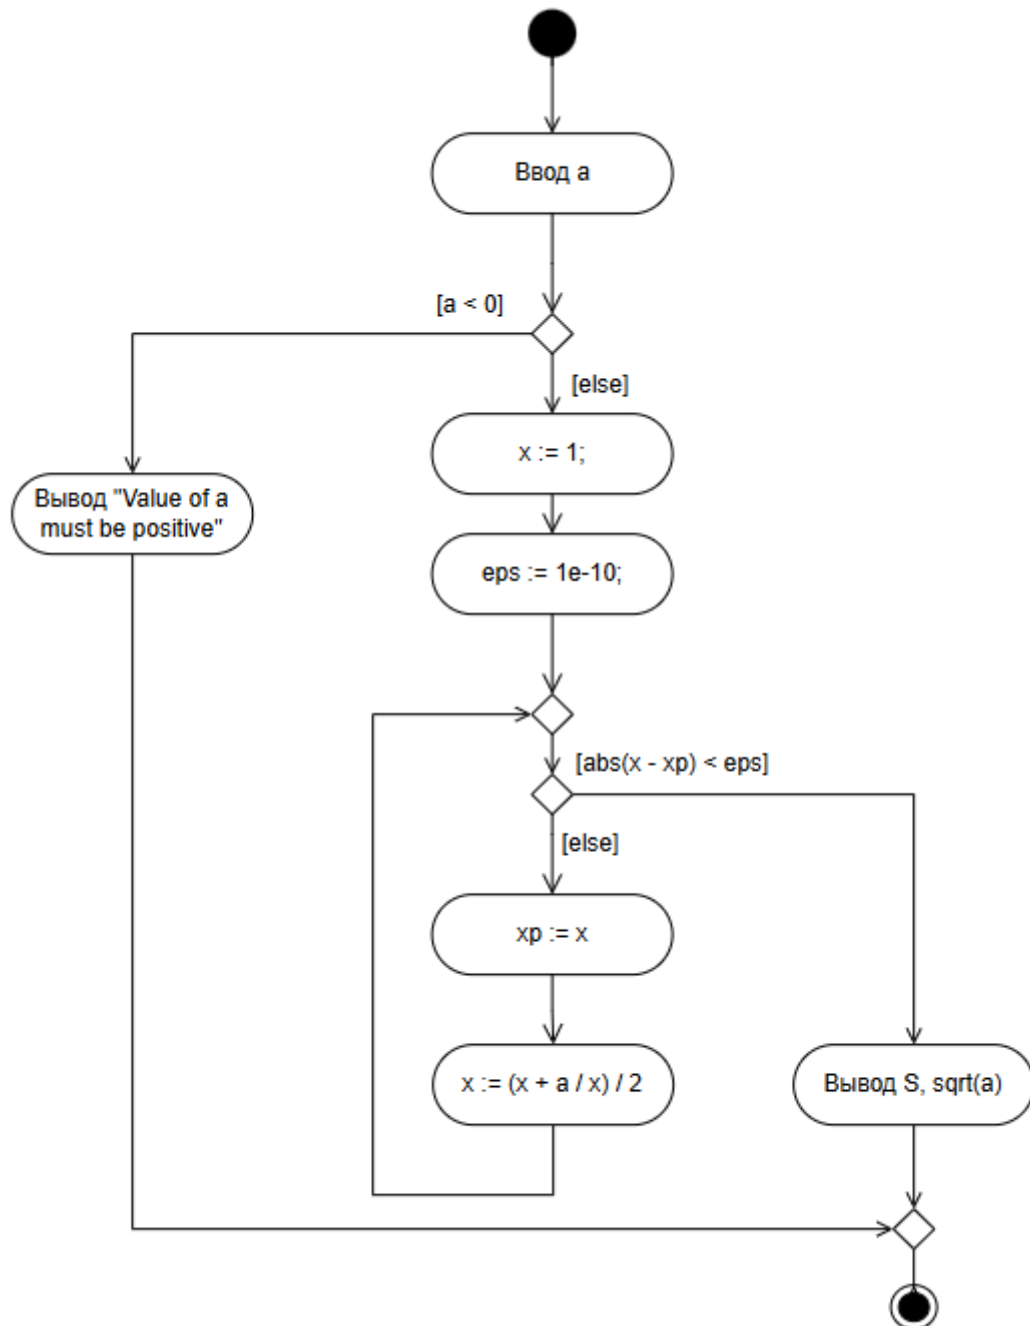 Ввод a
[a < 0]
[else]
x := 1;
Вывод "Value of a
must be positive"
eps := 1e-10;
[abs(x - xp) < eps]
[else]
xp := x
x := (x + a / x) / 2
Вывод S, sqrt(a)